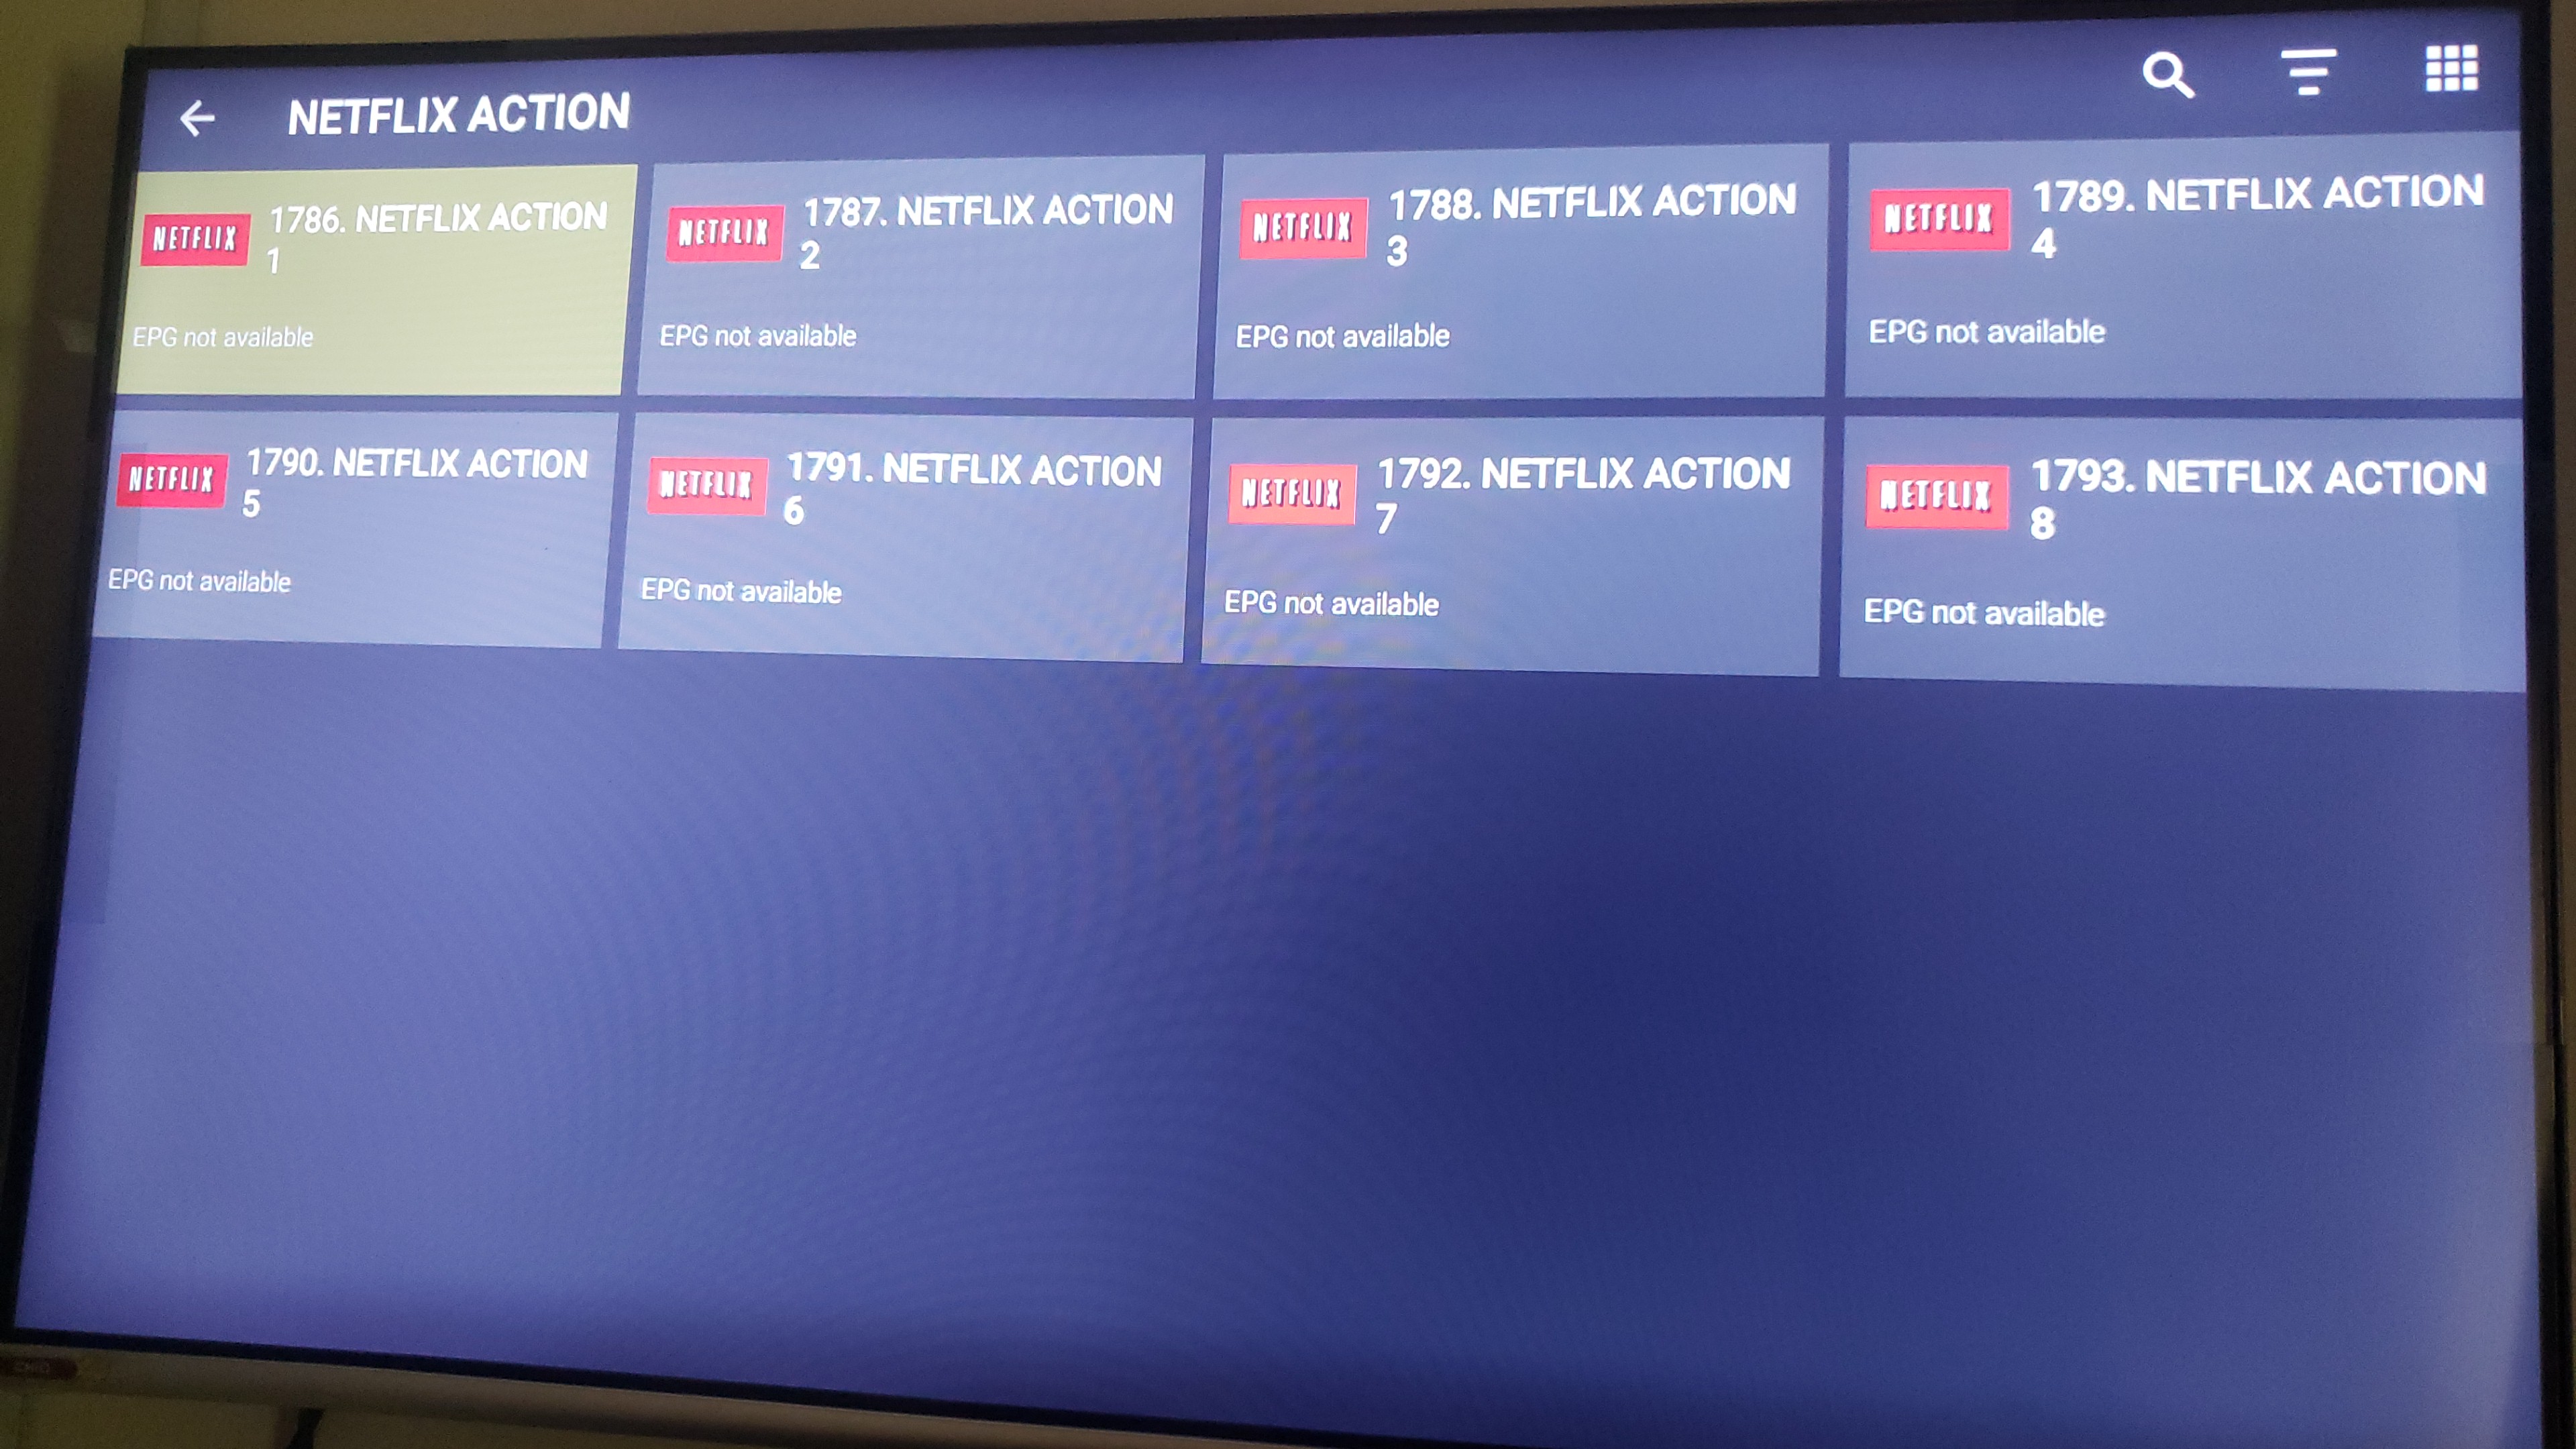 NETFLIX ACTION
NETFLIX
1786. NETFLIX ACTION
1
EPG not available
NETFLIX
1787. NETFLIX ACTION
2
EPG not available
NETFLIX
1788. NETFLIX ACTION
3
EPG not available
NETFLIX
1789. NETFLIX ACTION
4
EPG not available
NETFLIX
1790. NETFLIX ACTION
5
EPG not available
NETFLIX
1791. NETFLIX ACTION
6
EPG not available
NETFLIX
1792. NETFLIX ACTION
7
EPG not available
NETFLIX
1793. NETFLIX ACTION
8
EPG not available